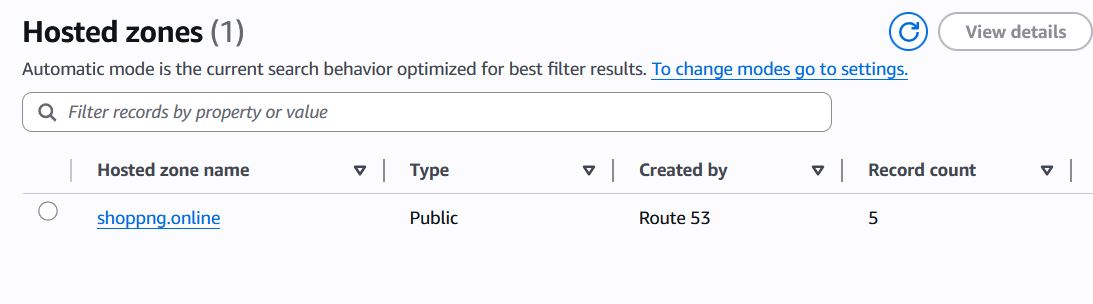 Hosted zones (1)
View details
Automatic mode is the current search behavior optimized for best filter results. To change modes go to settings.
Filter records by property or value
Hosted zone name Type Created by Record count
shoppng.online Public Route 53 5